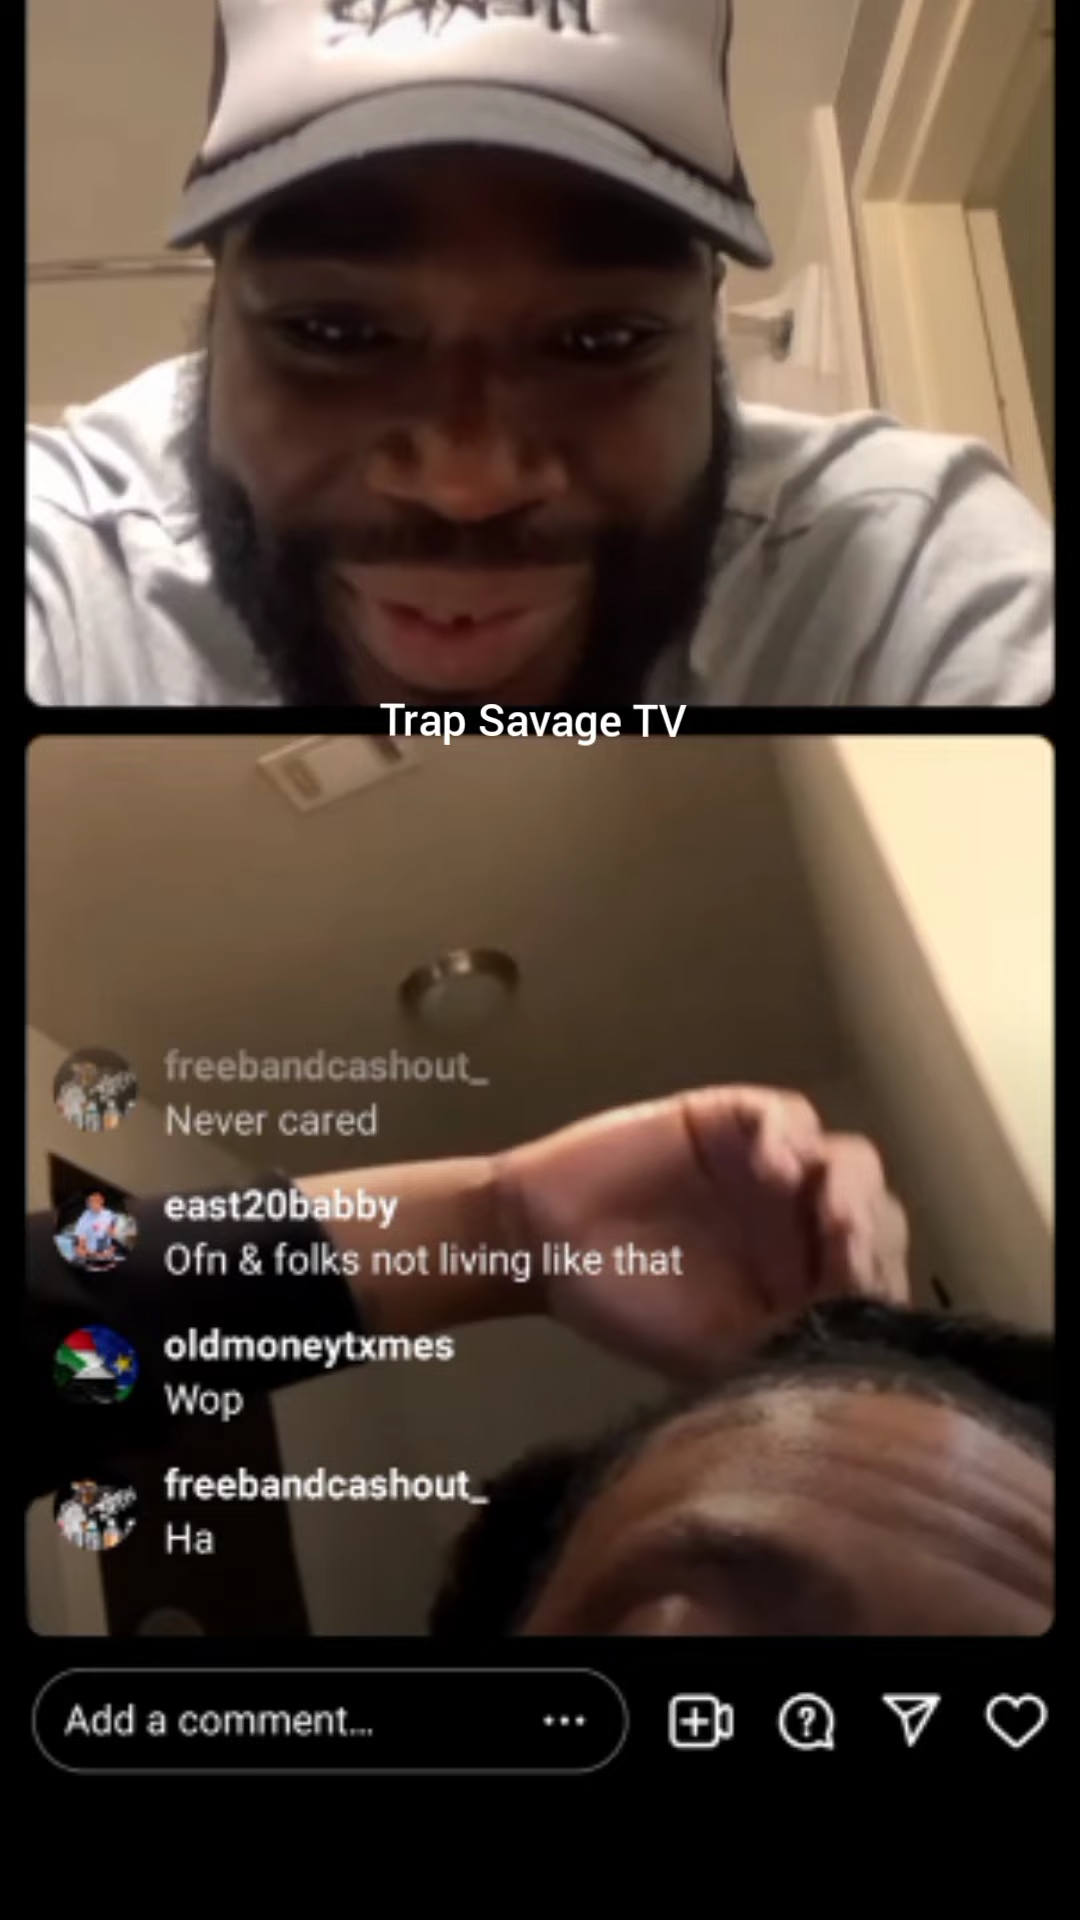 Trap Savage TV
freebandcashout_
Never cared
east20babby
Ofn & folks not living like that
oldmoneytxmes
Wop
freebandcashout_
Ha
Add a comment...